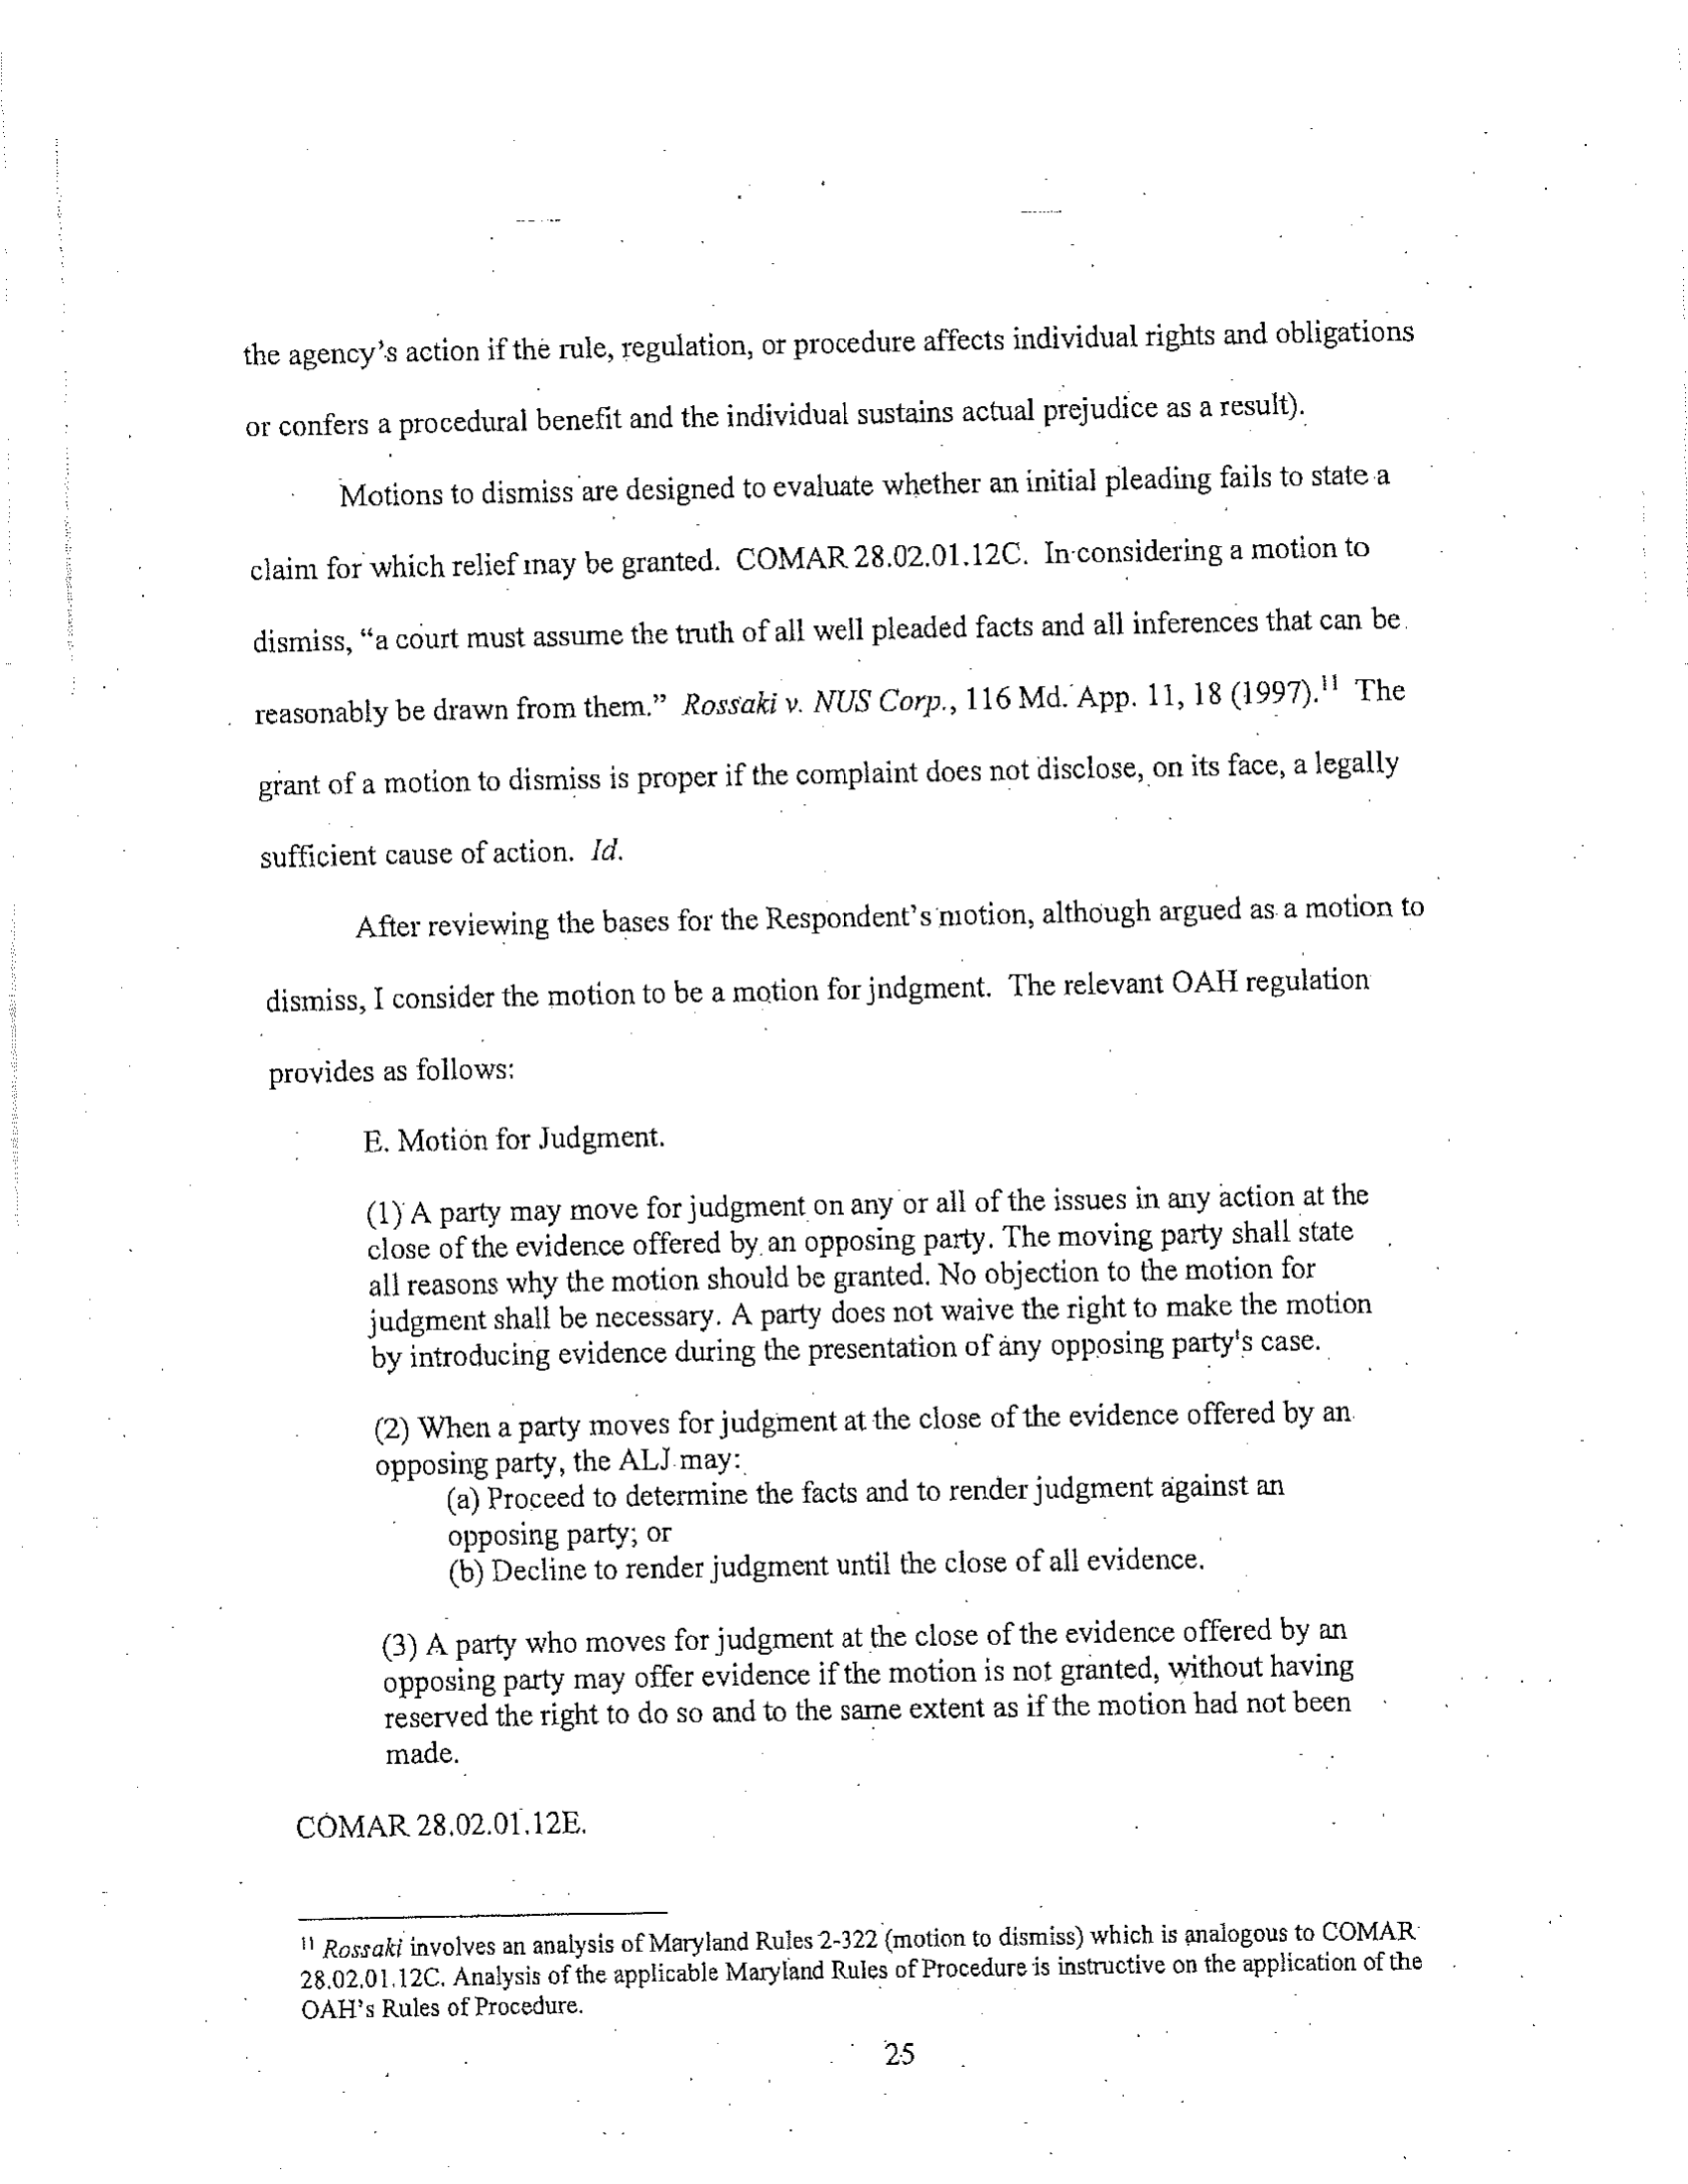 the agency's action if the rule, regulation, or procedure affects individual rights and obligations
or confers a procedural benefit and the individual sustains actual prejudice as a result).
Motions to dismiss are designed to evaluate whether an initial pleading fails to state a
claim for which relief may be granted. COMAR 28.02.01.12C. In considering a motion to
dismiss, “a court must assume the truth of all well pleaded facts and all inferences that can be
reasonably be drawn from them.” Rossaki v. NUS Corp., 116 Md. App. 11, 18 (1997).11 The
grant of a motion to dismiss is proper if the complaint does not disclose, on its face, a legally
sufficient cause of action. Id.
After reviewing the bases for the Respondent's motion, although argued as a motion to
dismiss, I consider the motion to be a motion for judgment. The relevant OAH regulation
provides as follows:
E. Motion for Judgment.
(1) A party may move for judgment on any or all of the issues in any action at the
close of the evidence offered by an opposing party. The moving party shall state
all reasons why the motion should be granted. No objection to the motion for
judgment shall be necessary. A party does not waive the right to make the motion
by introducing evidence during the presentation of any opposing party's case.
(2) When a party moves for judgment at the close of the evidence offered by an
opposing party, the ALJ may:
(a) Proceed to determine the facts and to render judgment against an
opposing party; or
(b) Decline to render judgment until the close of all evidence.
(3) A party who moves for judgment at the close of the evidence offered by an
opposing party may offer evidence if the motion is not granted, without having
reserved the right to do so and to the same extent as if the motion had not been
made.
COMAR 28.02.01.12E.
11 Rossaki involves an analysis of Maryland Rules 2-322 (motion to dismiss) which is analogous to COMAR
28.02.01.12C. Analysis of the applicable Maryland Rules of Procedure is instructive on the application of the
OAH's Rules of Procedure.
25